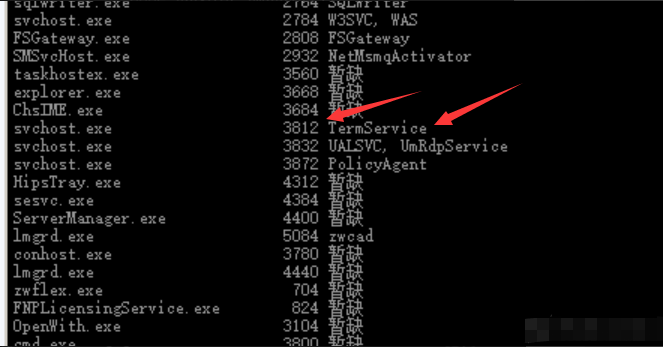 sqlwriter.exe 2764 SQLWriter
svchost.exe 2784 W3SVC, WAS
FSGateway.exe 2808 FSGateway
SMSvcHost.exe 2932 NetMsmqActivator
taskhostex.exe 3560 暂缺
explorer.exe 3668 暂缺
ChsIME.exe 3684 暂缺
svchost.exe 3812 TermService
svchost.exe 3832 UALSVC, UmRdpService
svchost.exe 3872 PolicyAgent
HipsTray.exe 4312 暂缺
sesvc.exe 4384 暂缺
ServerManager.exe 4400 暂缺
lmgrd.exe 5084 zwcad
conhost.exe 3780 暂缺
lmgrd.exe 4440 暂缺
zwflex.exe 704 暂缺
FNPLicensingService.exe 824 暂缺
OpenWith.exe 3104 暂缺
cmd.exe 3800 暂缺